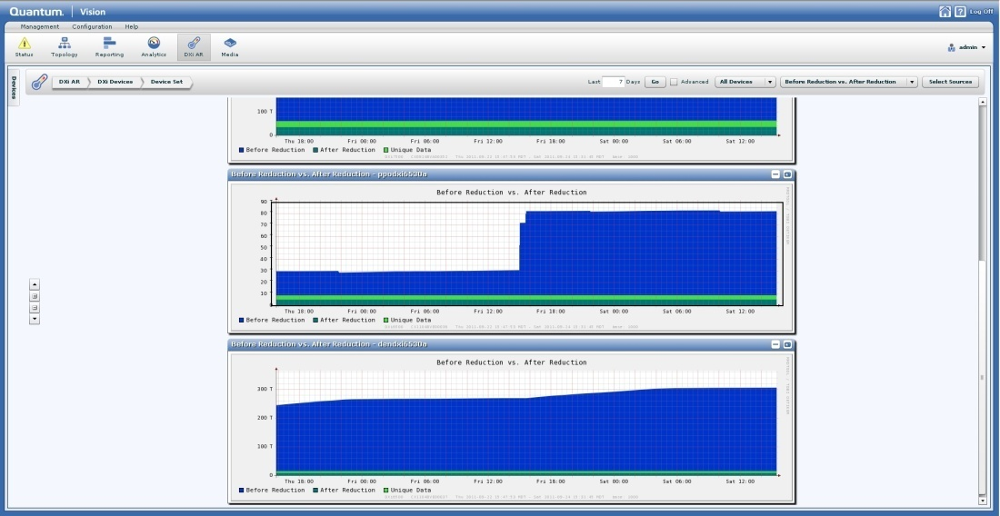 Quantum. Vision
Log Off
Management Configuration Help
Status Topology Reporting Analytics DXi AR Media
admin
Devices
DXi AR DXi Devices Device Set
Last 7 Days Go Advanced All Devices Before Reduction vs. After Reduction Select Sources
100 T
0
Thu 18:00 Fri 00:00 Fri 06:00 Fri 12:00 Fri 18:00 Sat 00:00 Sat 06:00 Sat 12:00
Before Reduction After Reduction Unique Data
Before Reduction vs. After Reduction - ppodxi6530a
Before Reduction vs. After Reduction
90
80
70
60
50
40
30
20
10
0
Thu 18:00 Fri 00:00 Fri 06:00 Fri 12:00 Fri 18:00 Sat 00:00 Sat 06:00 Sat 12:00
Before Reduction After Reduction Unique Data
Before Reduction vs. After Reduction - dendxi6530a
Before Reduction vs. After Reduction
300 T
200 T
100 T
0
Thu 18:00 Fri 00:00 Fri 06:00 Fri 12:00 Fri 18:00 Sat 00:00 Sat 06:00 Sat 12:00
Before Reduction After Reduction Unique Data